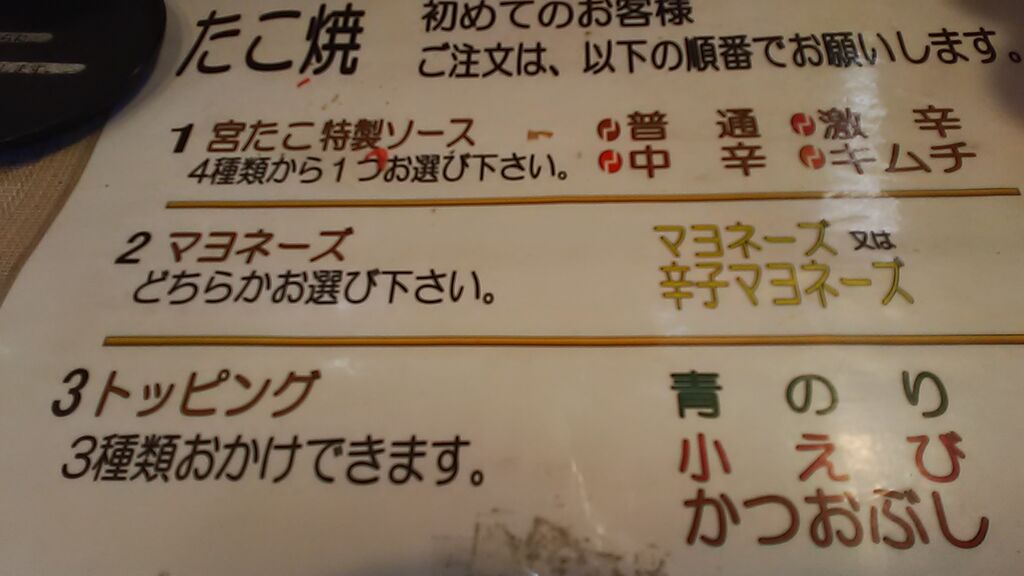 たこ焼
初めてのお客様
ご注文は、以下の順番でお願いします。
1 宮たこ特製ソース
4種類から1つお選び下さい。
普通 激辛
中辛 キムチ
2 マヨネーズ
どちらかお選び下さい。
マヨネーズ 又は
辛子マヨネーズ
3 トッピング
3種類おかけできます。
青のり
小えび
かつおぶし